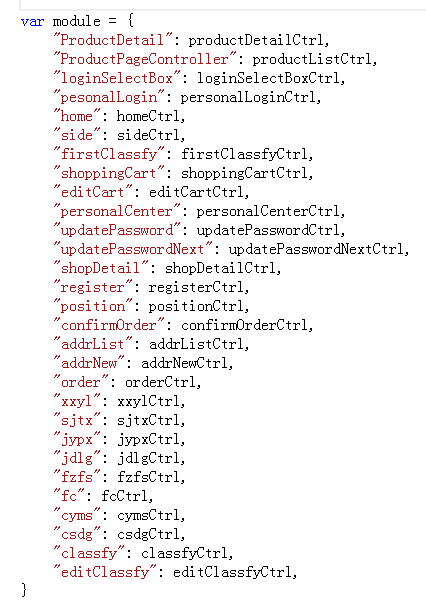 var module = {
"ProductDetail": productDetailCtrl,
"ProductPageController": productListCtrl,
"loginSelectBox": loginSelectBoxCtrl,
"pesonalLogin": personalLoginCtrl,
"home": homeCtrl,
"side": sideCtrl,
"firstClassfy": firstClassfyCtrl,
"shoppingCart": shoppingCartCtrl,
"editCart": editCartCtrl,
"personalCenter": personalCenterCtrl,
"updatePassword": updatePasswordCtrl,
"updatePasswordNext": updatePasswordNextCtrl,
"shopDetail": shopDetailCtrl,
"register": registerCtrl,
"position": positionCtrl,
"confirmOrder": confirmOrderCtrl,
"addrList": addrListCtrl,
"addrNew": addrNewCtrl,
"order": orderCtrl,
"xxyl": xxylCtrl,
"sjtx": sjtxCtrl,
"jypx": jypxCtrl,
"jdlg": jdlgCtrl,
"fzfs": fzfsCtrl,
"fc": fcCtrl,
"cyms": cymsCtrl,
"csdg": csdgCtrl,
"classfy": classfyCtrl,
"editClassfy": editClassfyCtrl,
}